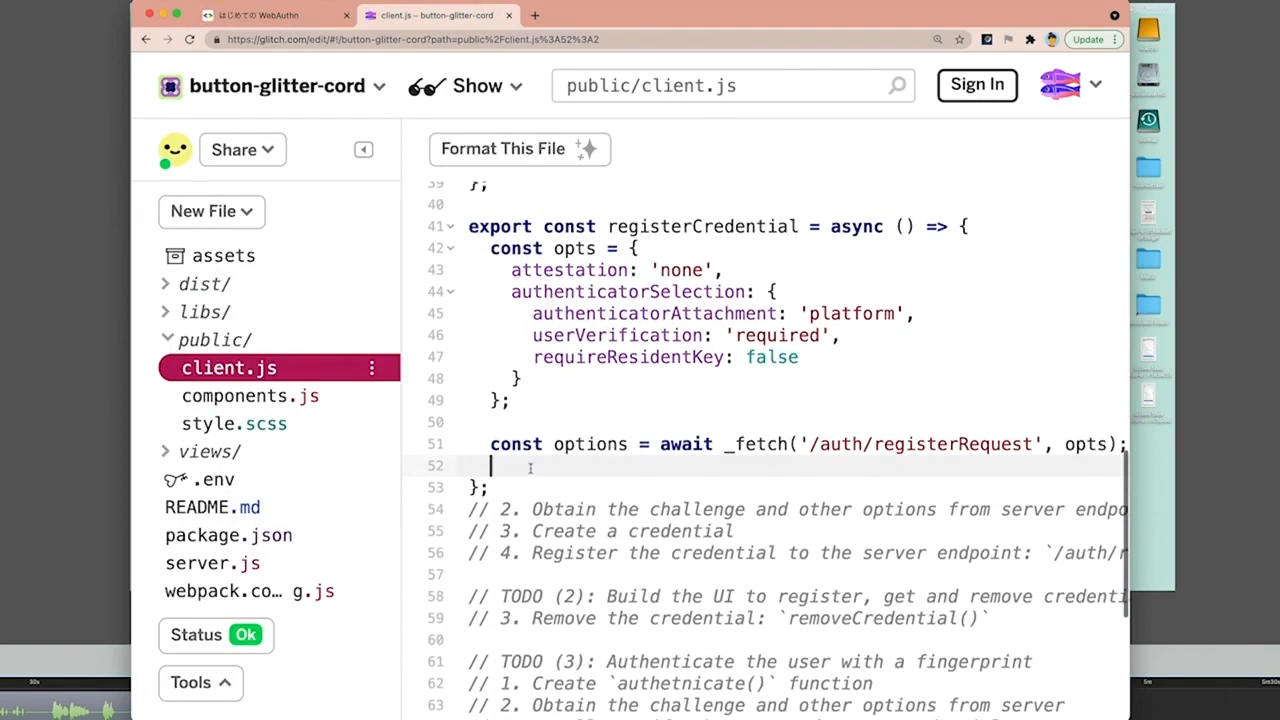 はじめての WebAuthn
client.js – button-glitter-cord
https://glitch.com/edit/#!/button-glitter-cord?path=public%2Fclient.js%3A52%3A2
Update
button-glitter-cord
Show
public/client.js
Sign In
Share
Format This File
New File
assets
dist/
libs/
public/
client.js
components.js
style.scss
views/
.env
README.md
package.json
server.js
webpack.co… g.js
Status Ok
Tools
39 };
40
41 export const registerCredential = async () => {
42 const opts = {
43 attestation: 'none',
44 authenticatorSelection: {
45 authenticatorAttachment: 'platform',
46 userVerification: 'required',
47 requireResidentKey: false
48 }
49 };
50
51 const options = await _fetch('/auth/registerRequest', opts);
52
53 };
54 // 2. Obtain the challenge and other options from server endpo
55 // 3. Create a credential
56 // 4. Register the credential to the server endpoint: `/auth/r
57
58 // TODO (2): Build the UI to register, get and remove credenti
59 // 3. Remove the credential: `removeCredential()`
60
61 // TODO (3): Authenticate the user with a fingerprint
62 // 1. Create `authetnicate()` function
63 // 2. Obtain the challenge and other options from server
30s
5m
5m30s